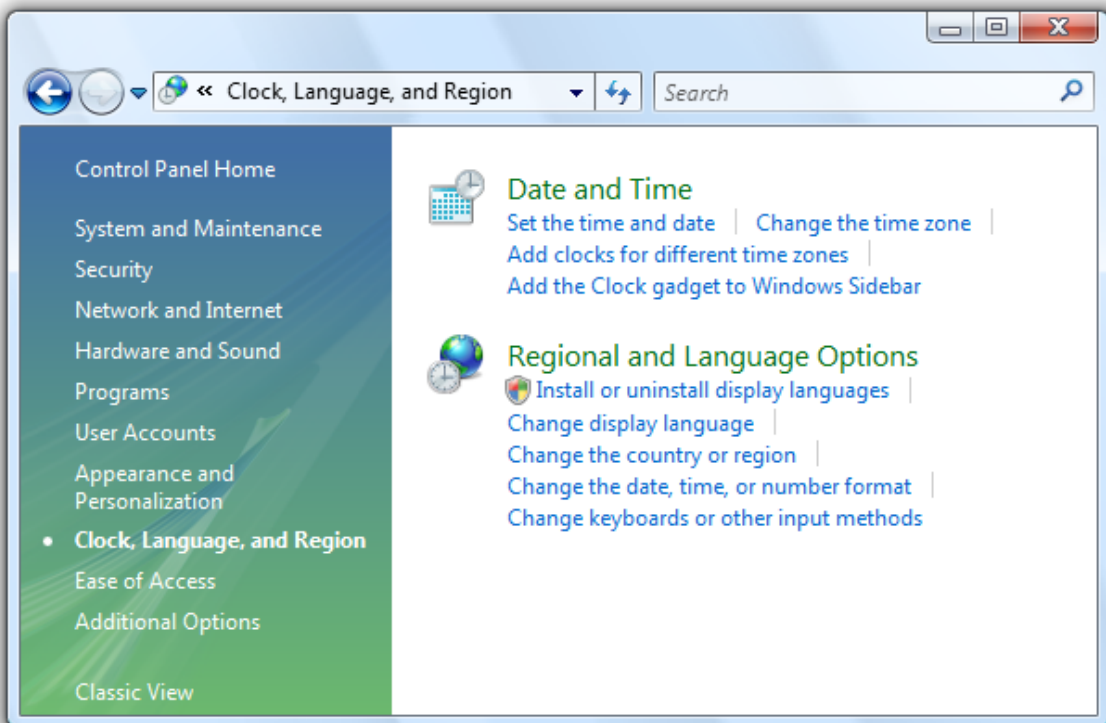 « Clock, Language, and Region
Search
Control Panel Home
System and Maintenance
Security
Network and Internet
Hardware and Sound
Programs
User Accounts
Appearance and
Personalization
Clock, Language, and Region
Ease of Access
Additional Options
Classic View
Date and Time
Set the time and date | Change the time zone |
Add clocks for different time zones |
Add the Clock gadget to Windows Sidebar
Regional and Language Options
Install or uninstall display languages |
Change display language |
Change the country or region |
Change the date, time, or number format |
Change keyboards or other input methods